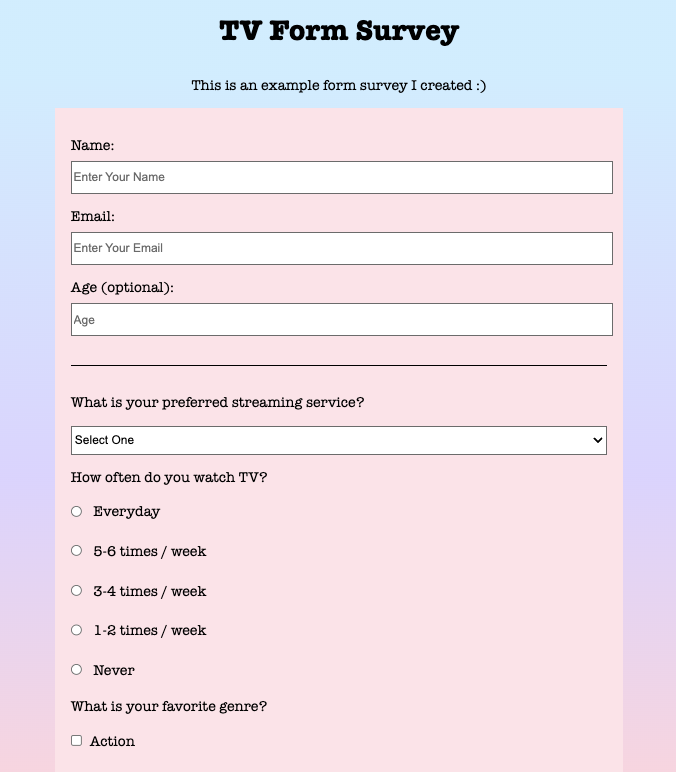 TV Form Survey
This is an example form survey I created :)
Name:
Enter Your Name
Email:
Enter Your Email
Age (optional):
Age
What is your preferred streaming service?
Select One
How often do you watch TV?
Everyday
5-6 times / week
3-4 times / week
1-2 times / week
Never
What is your favorite genre?
Action